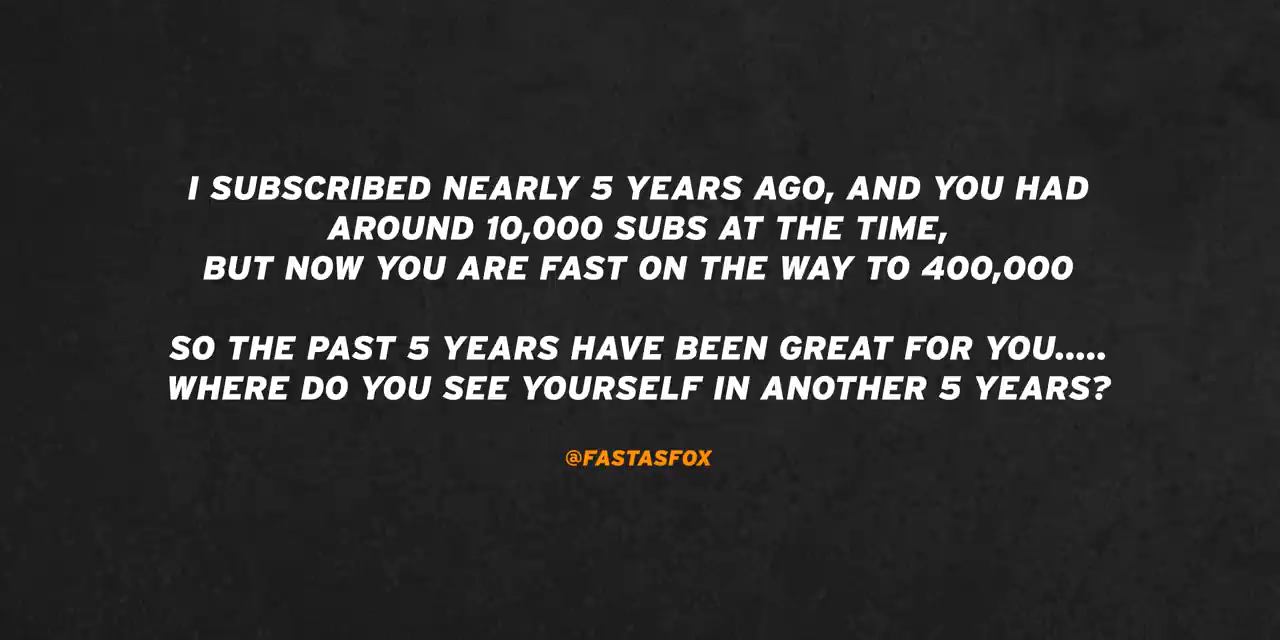 I SUBSCRIBED NEARLY 5 YEARS AGO, AND YOU HAD
AROUND 10,000 SUBS AT THE TIME,
BUT NOW YOU ARE FAST ON THE WAY TO 400,000
SO THE PAST 5 YEARS HAVE BEEN GREAT FOR YOU.....
WHERE DO YOU SEE YOURSELF IN ANOTHER 5 YEARS?
@FASTASFOX